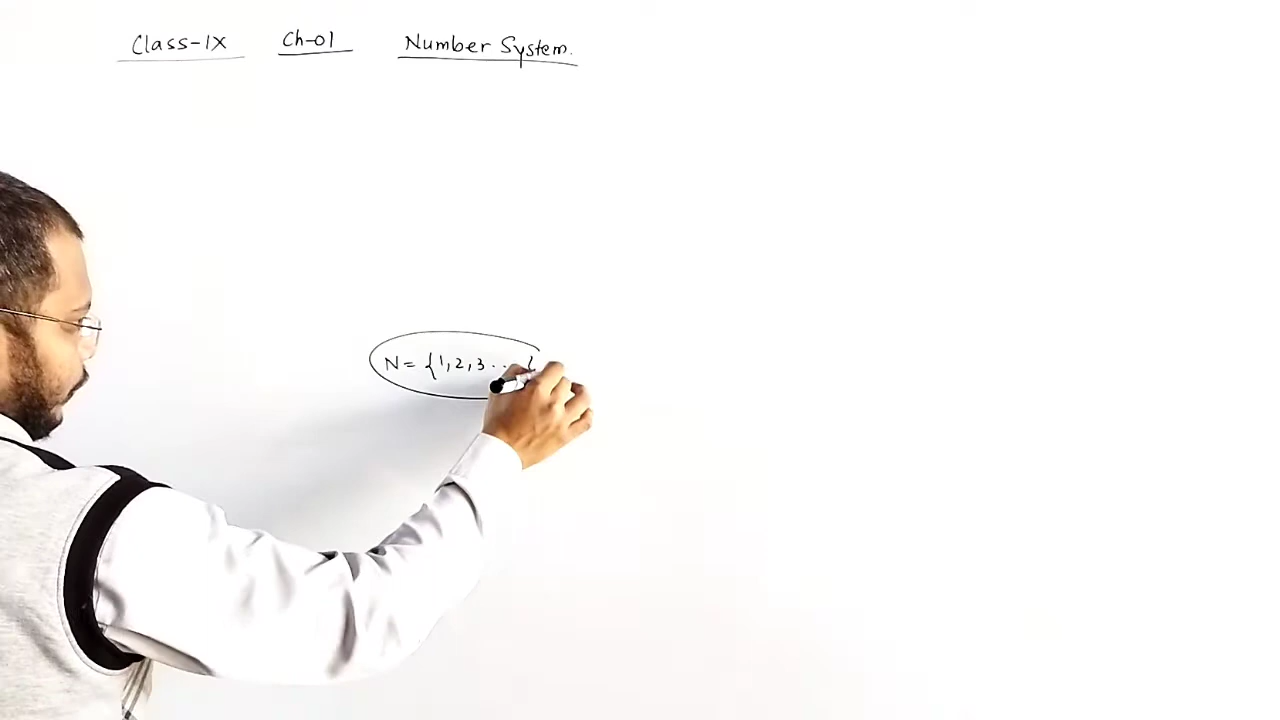 Class-IX Ch-01 Number System.
N = {1, 2, 3 ... {